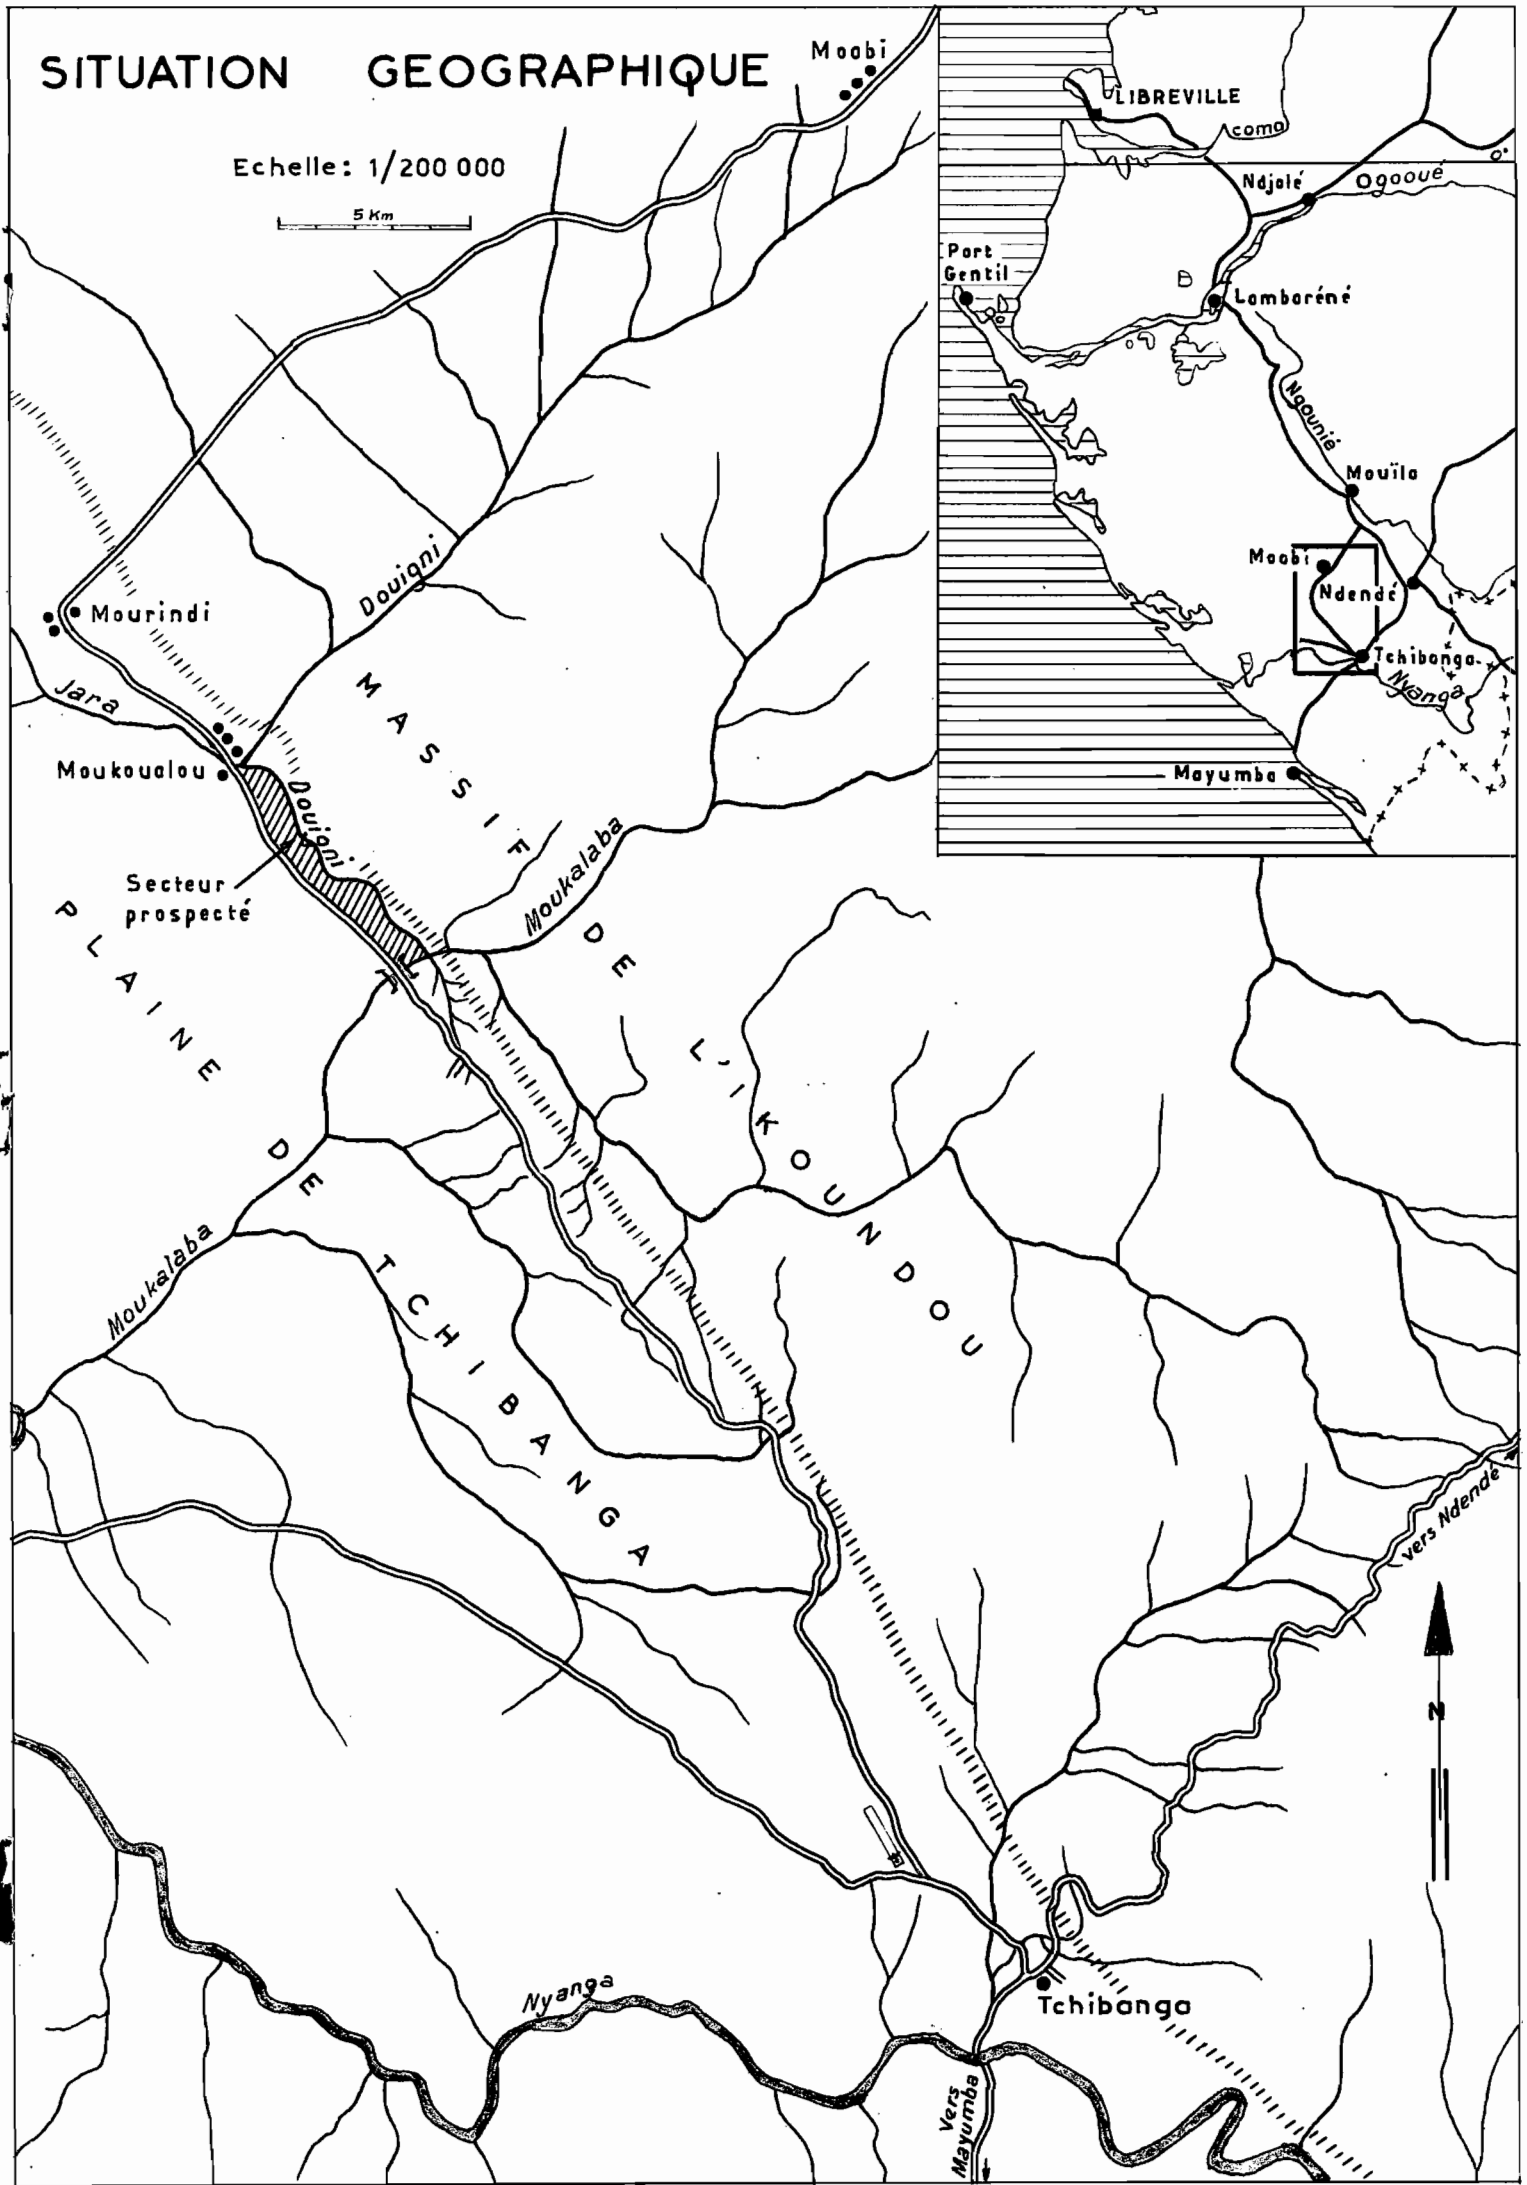 SITUATION GEOGRAPHIQUE
Echelle: 1/200 000
5 Km
Moabi
Mourindi
Jara
Moukoualou
Douigni
Douigni
Secteur
prospecté
MASSIF DE L'IKOUNDOU
Moukalaba
PLAINE DE TCHIBANGA
Moukalaba
Nyanga
Tchibanga
Vers
Mayumba
vers Ndendé
N
LIBREVILLE
Como
0°
Ndjolé
Ogooué
Port
Gentil
Lambaréné
Ngounié
Mouïla
Moabi
Ndendé
Tchibanga
Nyanga
Mayumba